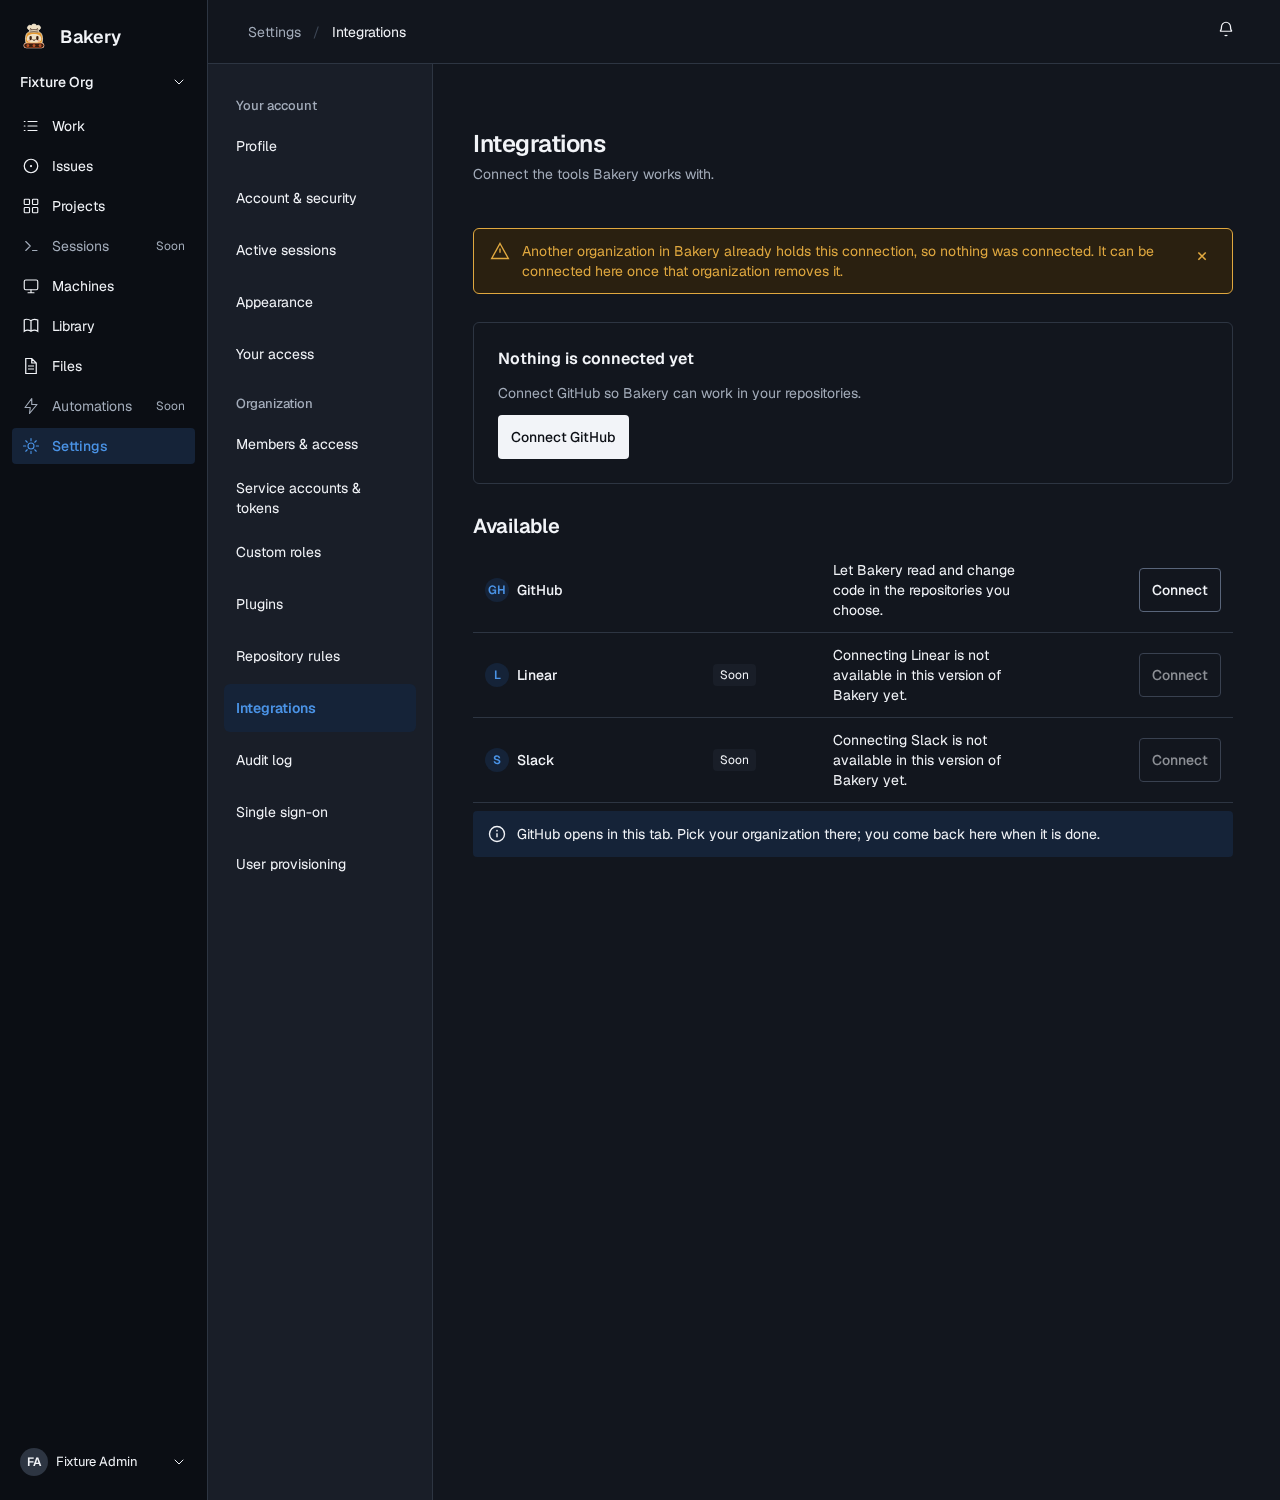 Bakery
Fixture Org
Work
Issues
Projects
Sessions Soon
Machines
Library
Files
Automations Soon
Settings
FA Fixture Admin
Settings / Integrations
Your account
Profile
Account & security
Active sessions
Appearance
Your access
Organization
Members & access
Service accounts &
tokens
Custom roles
Plugins
Repository rules
Integrations
Audit log
Single sign-on
User provisioning
Integrations
Connect the tools Bakery works with.
Another organization in Bakery already holds this connection, so nothing was connected. It can be
connected here once that organization removes it.
Nothing is connected yet
Connect GitHub so Bakery can work in your repositories.
Connect GitHub
Available
GH GitHub
Let Bakery read and change
code in the repositories you
choose.
Connect
L Linear
Soon
Connecting Linear is not
available in this version of
Bakery yet.
Connect
S Slack
Soon
Connecting Slack is not
available in this version of
Bakery yet.
Connect
GitHub opens in this tab. Pick your organization there; you come back here when it is done.